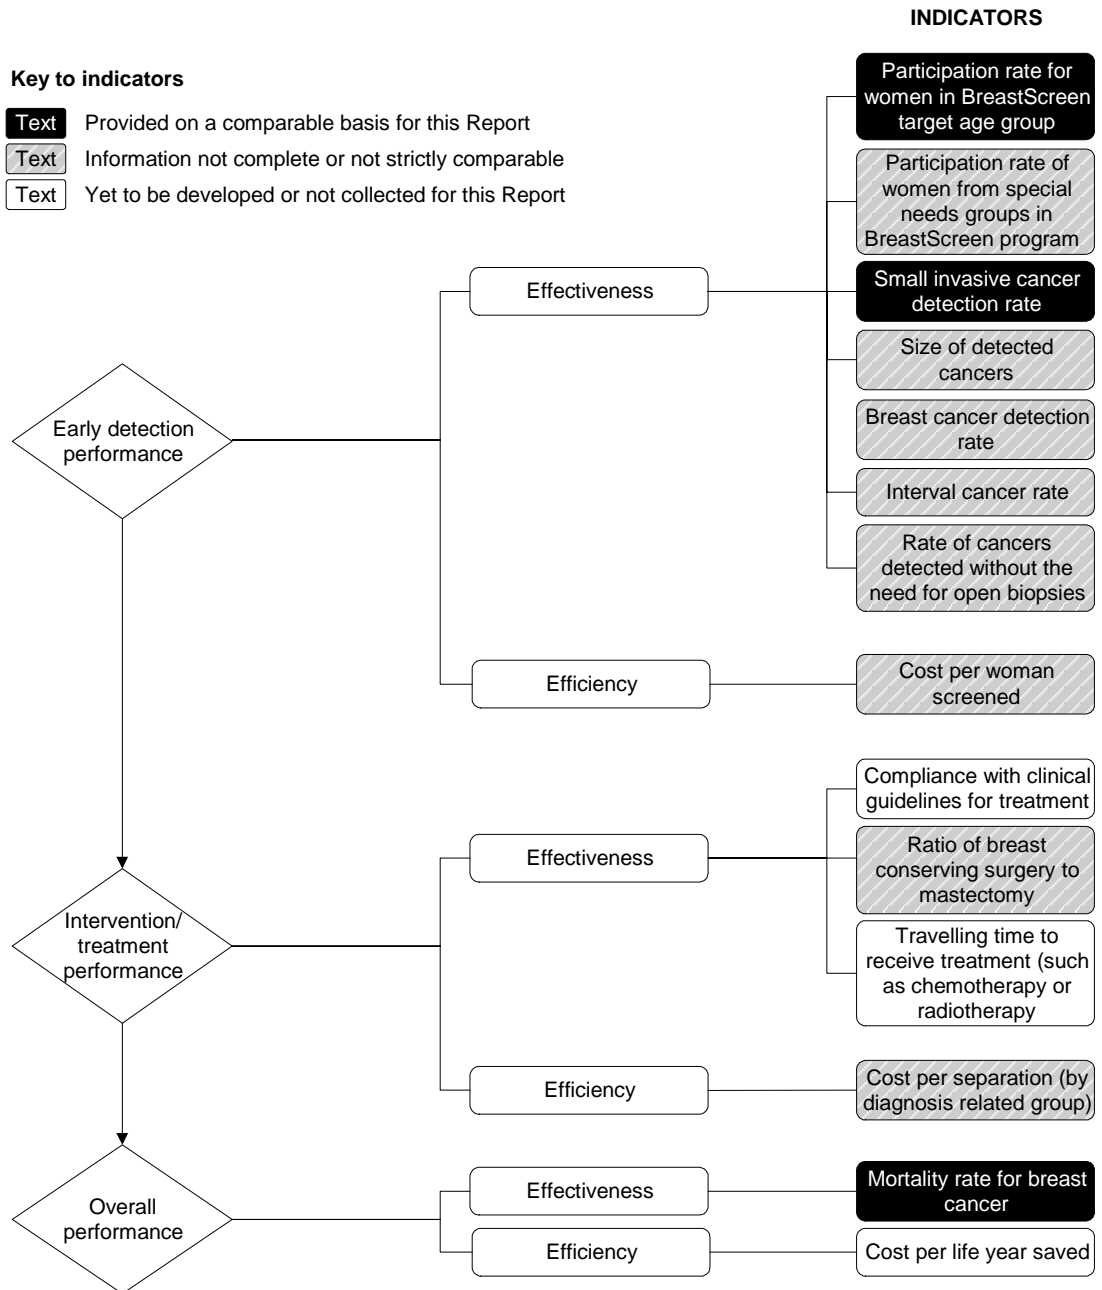 INDICATORS
Key to indicators
Text Provided on a comparable basis for this Report
Text Information not complete or not strictly comparable
Text Yet to be developed or not collected for this Report
Participation rate for
women in BreastScreen
target age group
Participation rate of
women from special
needs groups in
BreastScreen program
Effectiveness
Small invasive cancer
detection rate
Size of detected
cancers
Early detection
performance
Breast cancer detection
rate
Interval cancer rate
Rate of cancers
detected without the
need for open biopsies
Efficiency
Cost per woman
screened
Compliance with clinical
guidelines for treatment
Effectiveness
Ratio of breast
conserving surgery to
mastectomy
Intervention/
treatment
performance
Travelling time to
receive treatment (such
as chemotherapy or
radiotherapy
Efficiency
Cost per separation (by
diagnosis related group)
Overall
performance
Effectiveness
Mortality rate for breast
cancer
Efficiency
Cost per life year saved